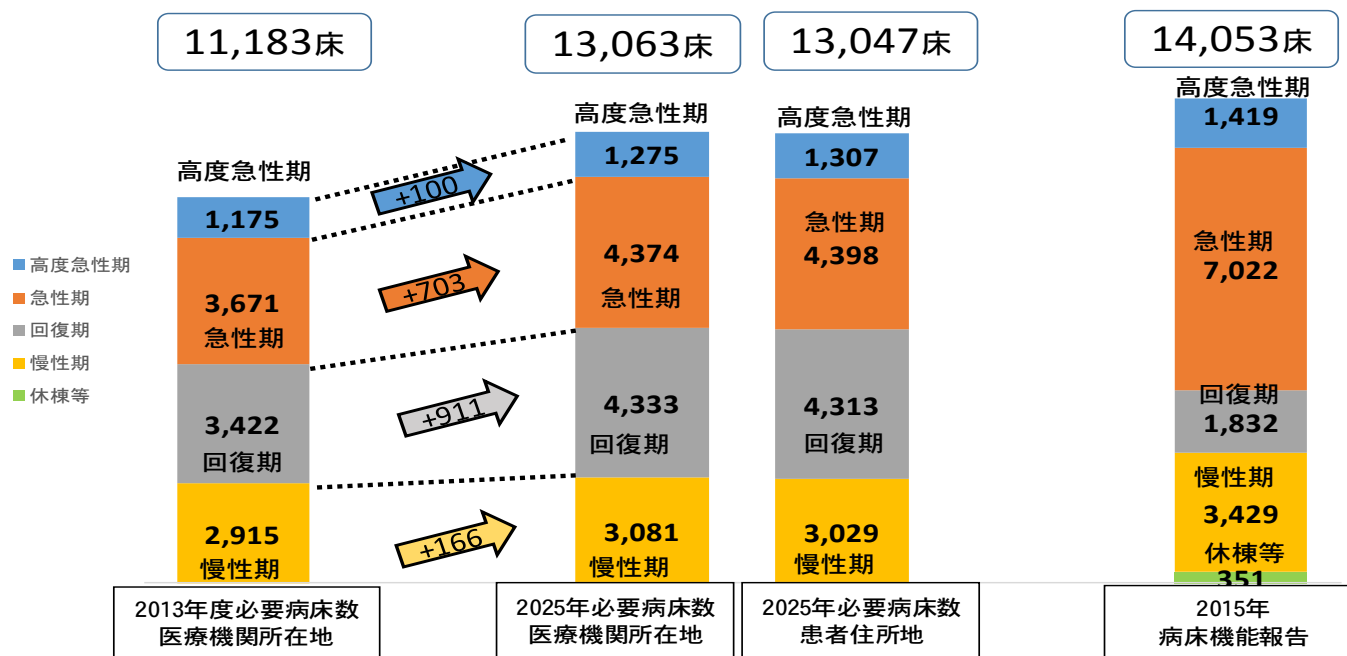 11,183床
13,063床
13,047床
14,053床
高度急性期
急性期
回復期
慢性期
休棟等
高度急性期
1,175
3,671
急性期
3,422
回復期
2,915
慢性期
2013年度必要病床数
医療機関所在地
+100
+703
+911
+166
高度急性期
1,275
4,374
急性期
4,333
回復期
3,081
慢性期
2025年必要病床数
医療機関所在地
高度急性期
1,307
急性期
4,398
4,313
回復期
3,029
慢性期
2025年必要病床数
患者住所地
高度急性期
1,419
急性期
7,022
回復期
1,832
慢性期
3,429
休棟等
351
2015年
病床機能報告